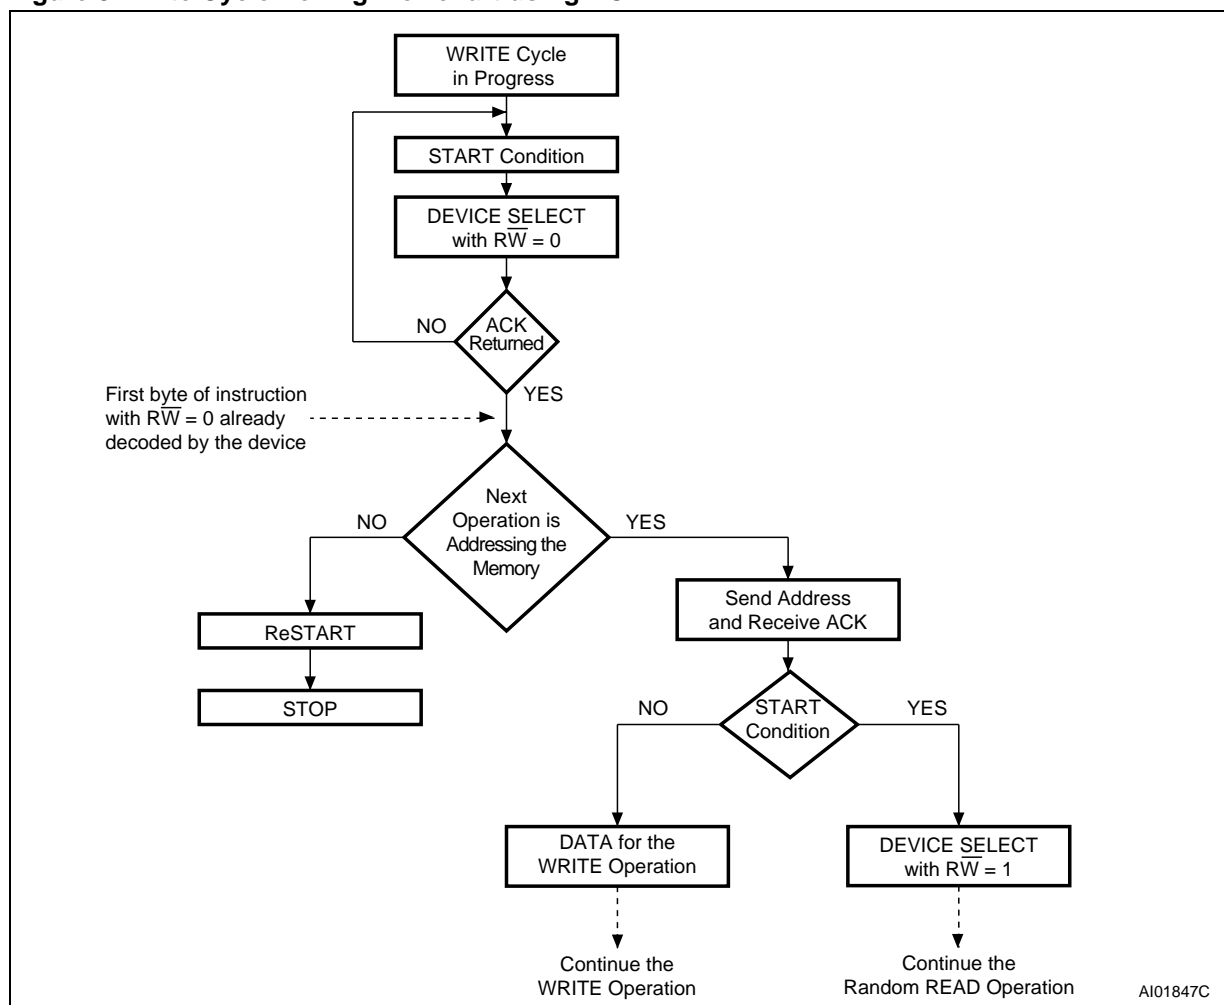 WRITE Cycle
in Progress
START Condition
DEVICE SELECT
with RW̅ = 0
NO
ACK
Returned
YES
First byte of instruction
with RW̅ = 0 already
decoded by the device
NO
Next
Operation is
Addressing the
Memory
YES
Send Address
and Receive ACK
ReSTART
STOP
NO
START
Condition
YES
DATA for the
WRITE Operation
DEVICE SELECT
with RW̅ = 1
Continue the
WRITE Operation
Continue the
Random READ Operation
AI01847C